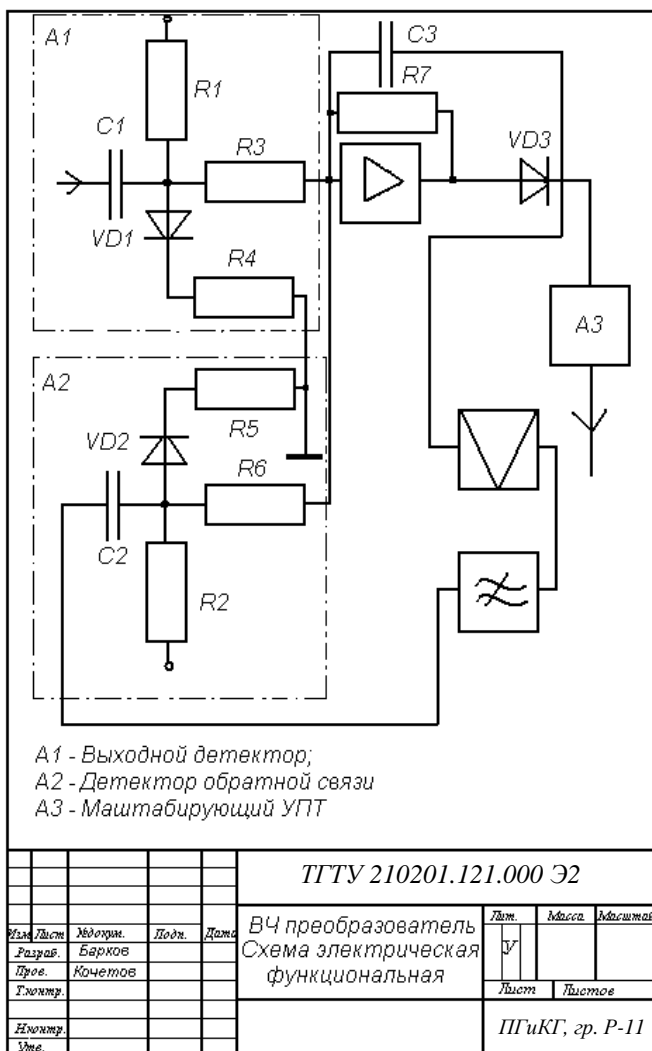 A1
R1
C1
R3
VD1
R4
C3
R7
VD3
A3
A2
R5
VD2
R6
C2
R2
A1 - Выходной детектор;
A2 - Детектор обратной связи
A3 - Маштабирующий УПТ
ТГТУ 210201.121.000 Э2
Изм Лист №докум. Подп. Дата
Разраб. Барков
Пров. Кочетов
Т.контр.
Н.контр.
Утв.
ВЧ преобразователь
Схема электрическая
функциональная
Лит. Масса Масштаб
У
Лист Листов
ПГиКГ, гр. Р-11